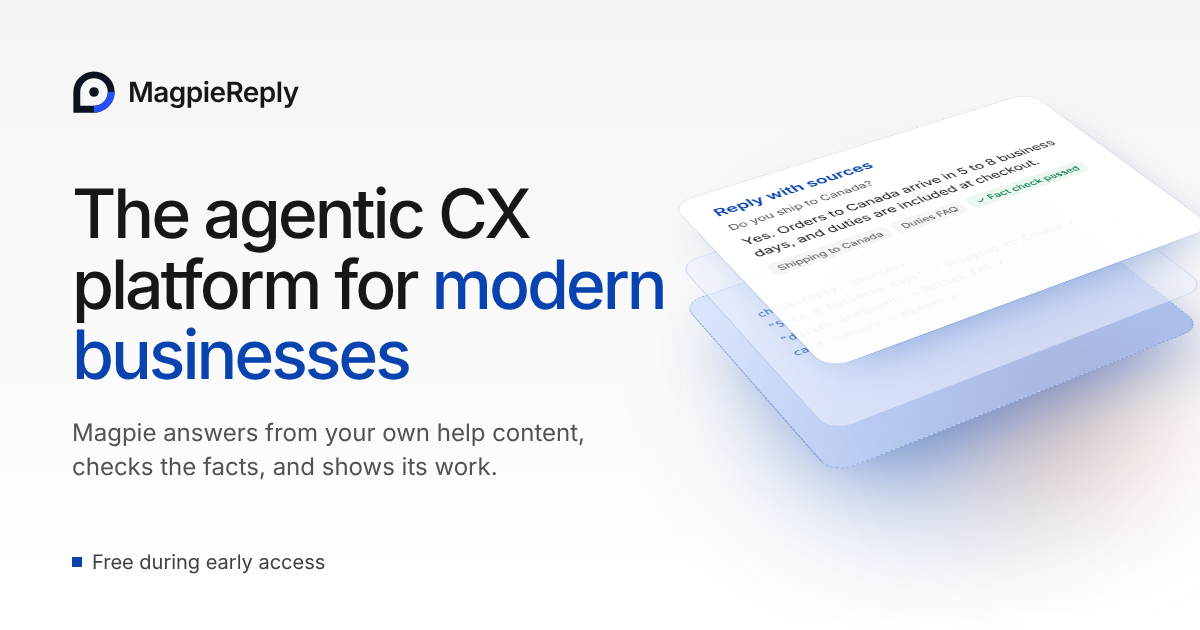 MagpieReply
The agentic CX
platform for modern
businesses
Magpie answers from your own help content,
checks the facts, and shows its work.
Free during early access
Reply with sources
Do you ship to Canada?
Yes. Orders to Canada arrive in 5 to 8 business
days, and duties are included at checkout.
Shipping to Canada
Duties FAQ
✓ Fact check passed